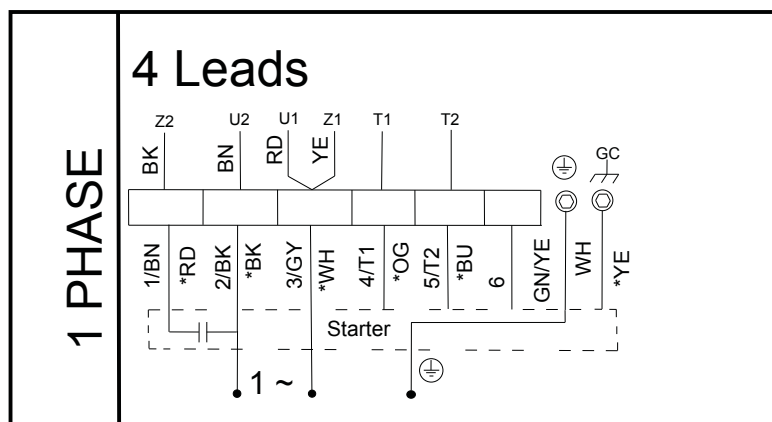 1 PHASE
4 Leads
Z2 U2 U1 Z1 T1 T2 GC
BK BN RD YE
1/BN *RD 2/BK *BK 3/GY *WH 4/T1 *OG 5/T2 *BU 6 GN/YE WH *YE
Starter
1 ~